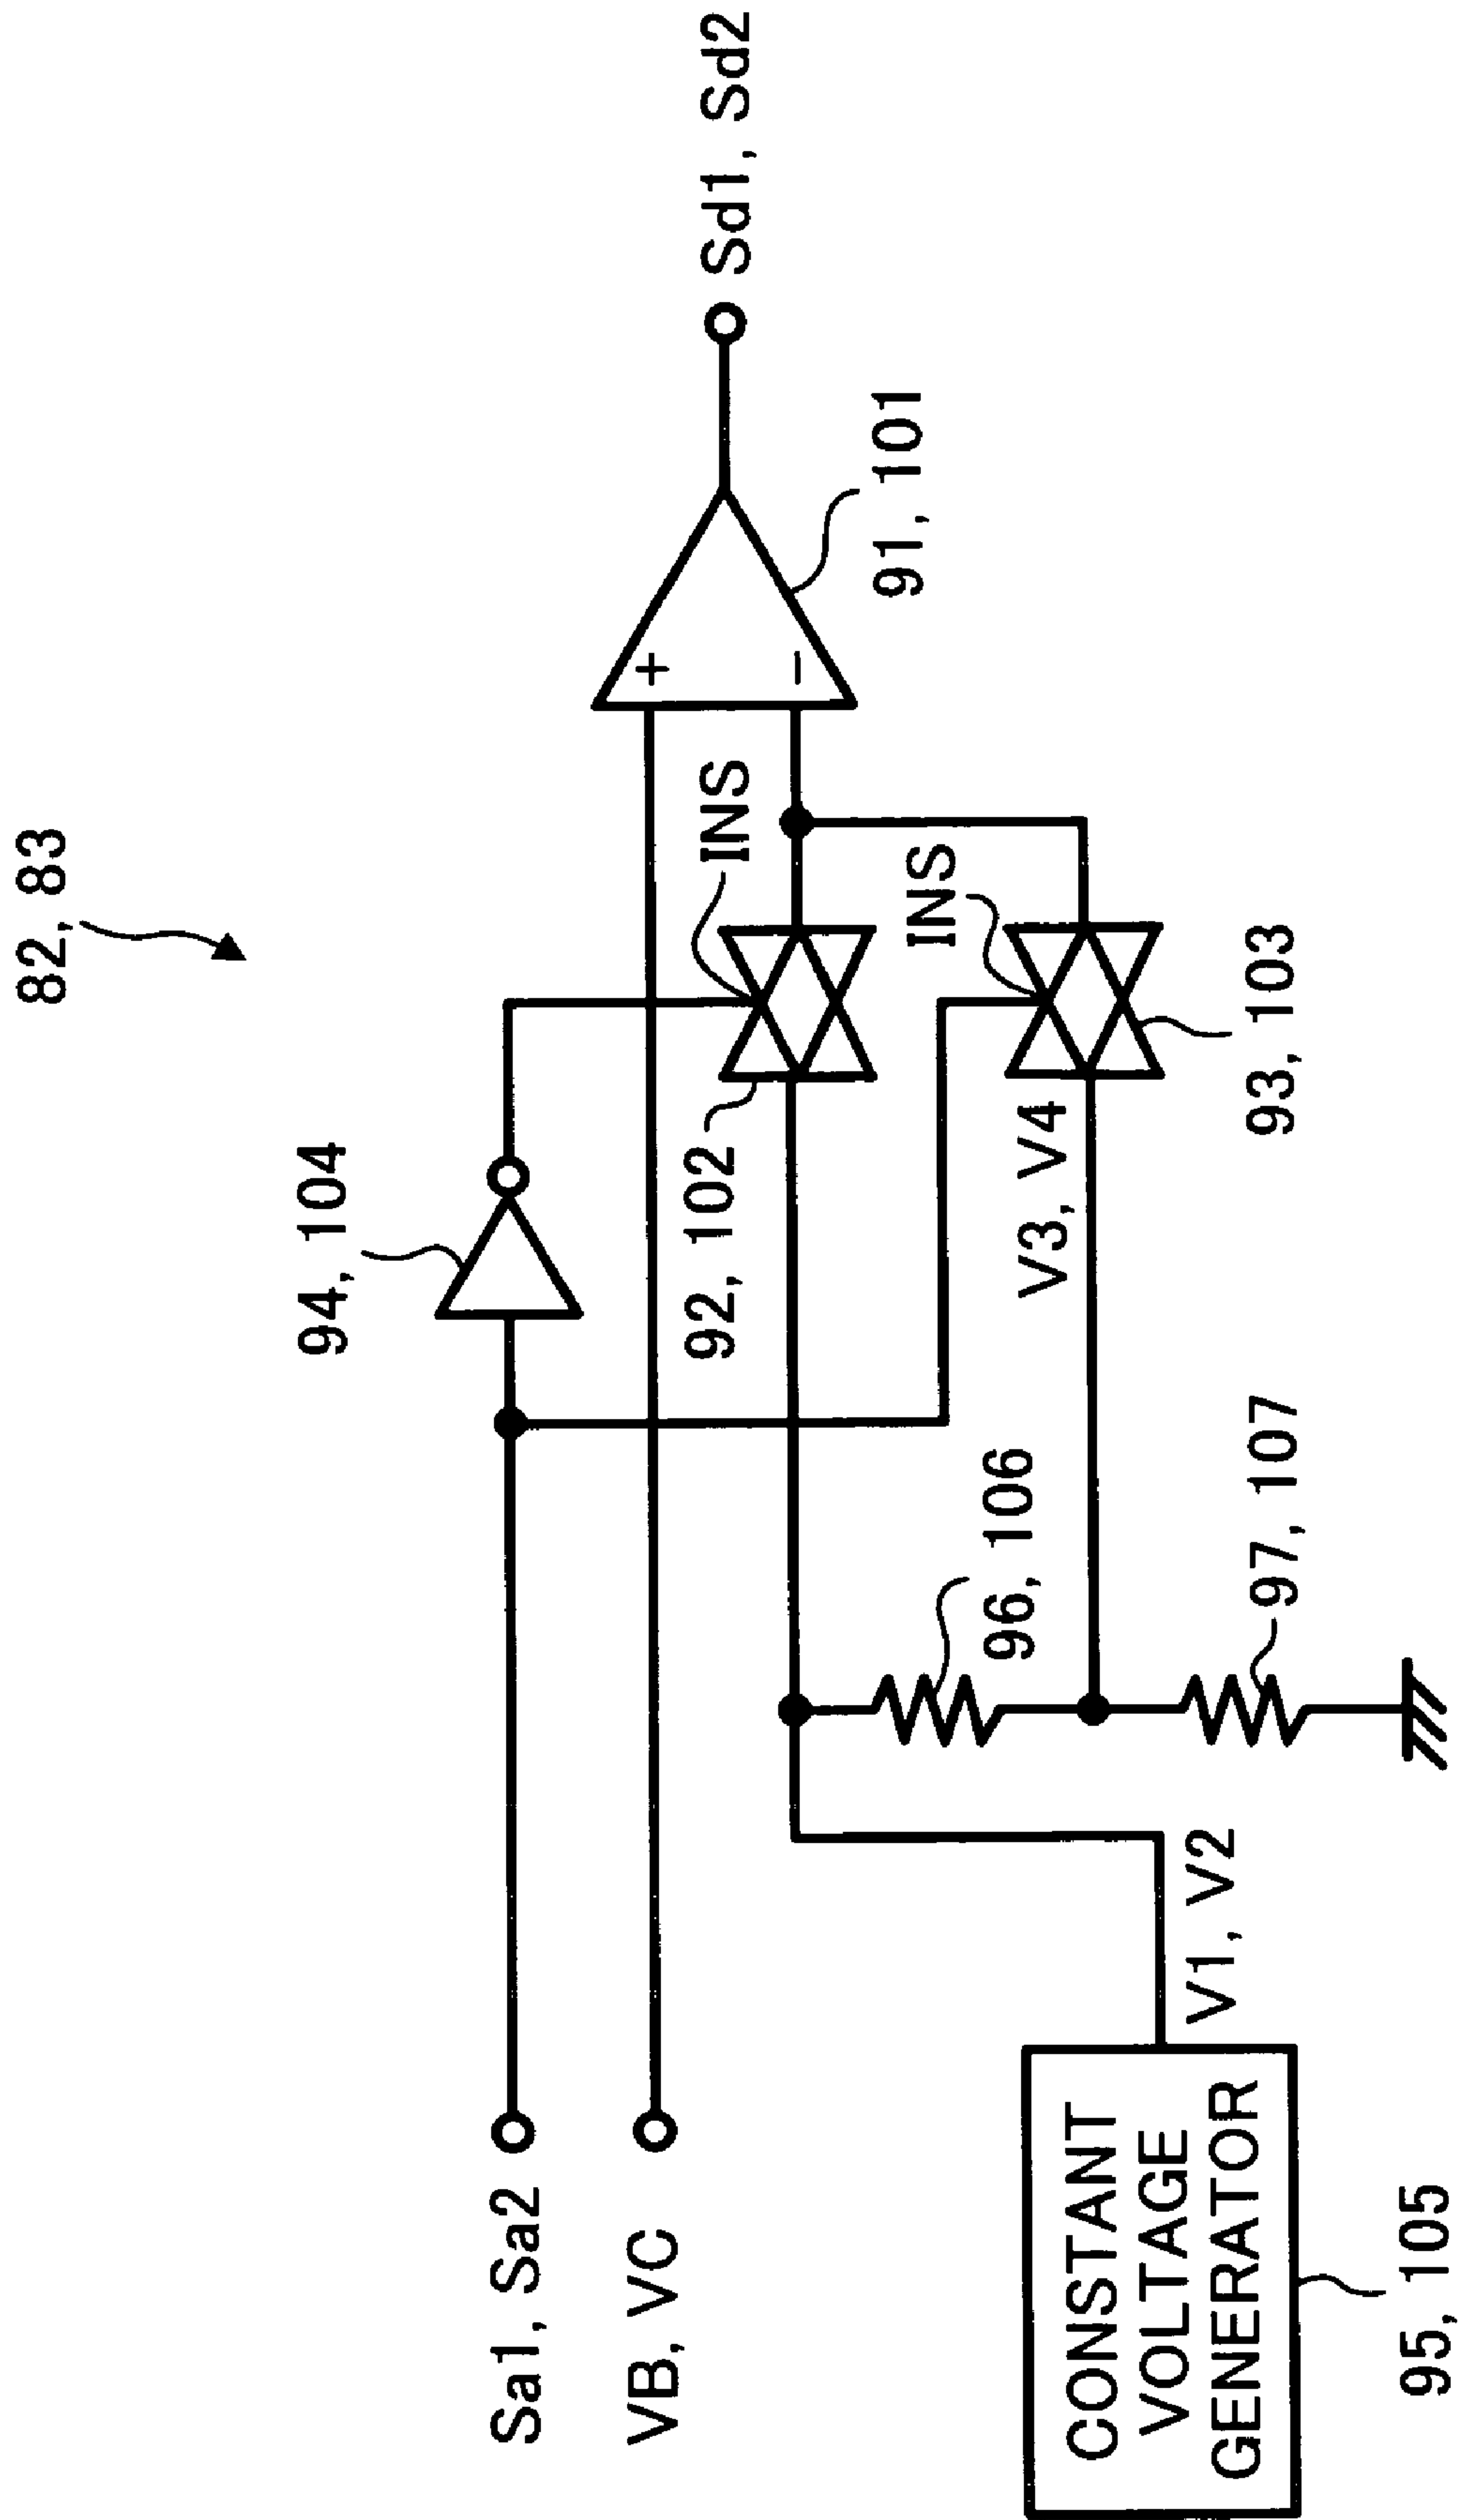 82, 83
94, 104
Sa1, Sa2
VB, VC
+
−
Sd1, Sd2
INS
92, 102
91, 101
INS
96, 106
V3, V4
CONSTANT
VOLTAGE
GENERATOR
V1, V2
97, 107
93, 103
95, 105